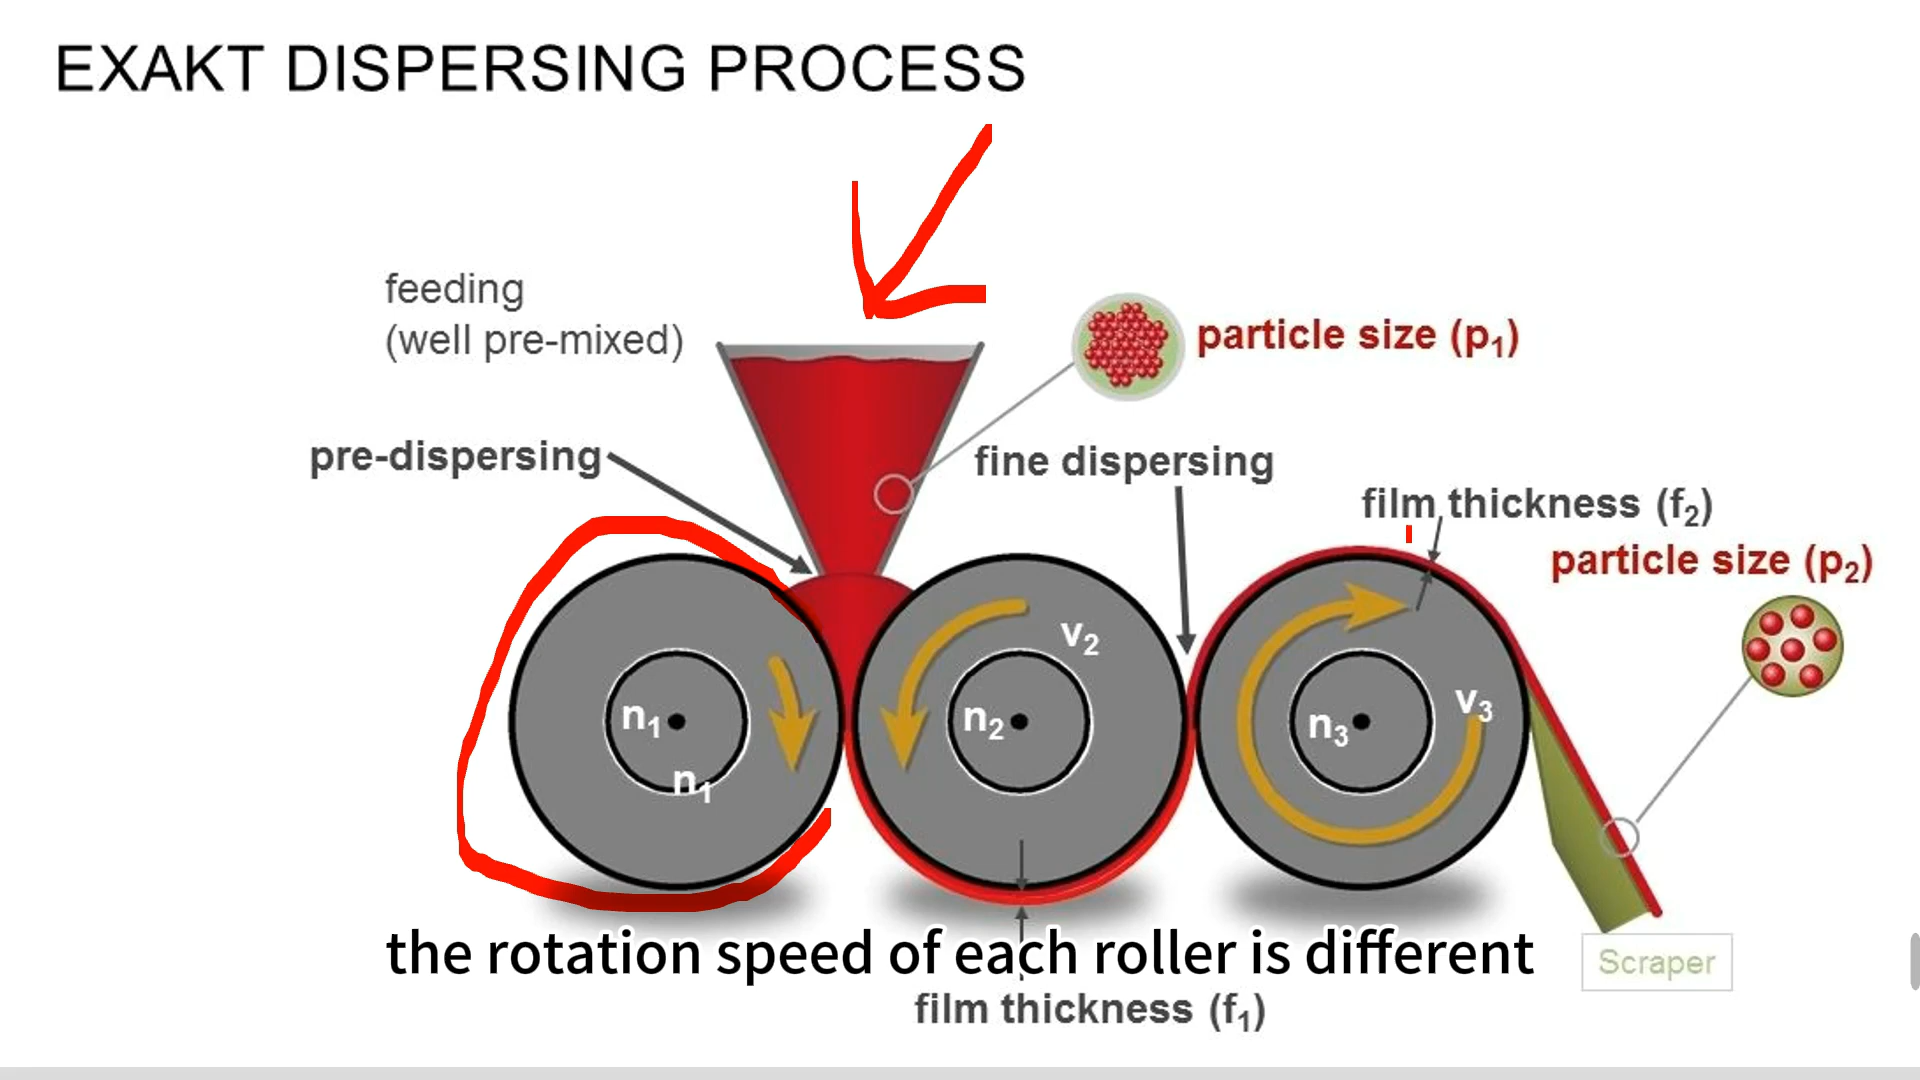 EXAKT DISPERSING PROCESS
feeding
(well pre-mixed)
particle size (p₁)
pre-dispersing
fine dispersing
film thickness (f₂)
particle size (p₂)
v₂
v₃
n₁
n₂
n₃
n₁
the rotation speed of each roller is different
Scraper
film thickness (f₁)